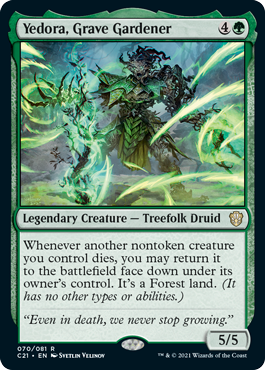 Yedora, Grave Gardener 4
Legendary Creature — Treefolk Druid
Whenever another nontoken creature
you control dies, you may return it
to the battlefield face down under its
owner's control. It's a Forest land. (It
has no other types or abilities.)
"Even in death, we never stop growing."
5/5
070/081 R
C21 • EN Svetlin Velinov
™ & © 2021 Wizards of the Coast